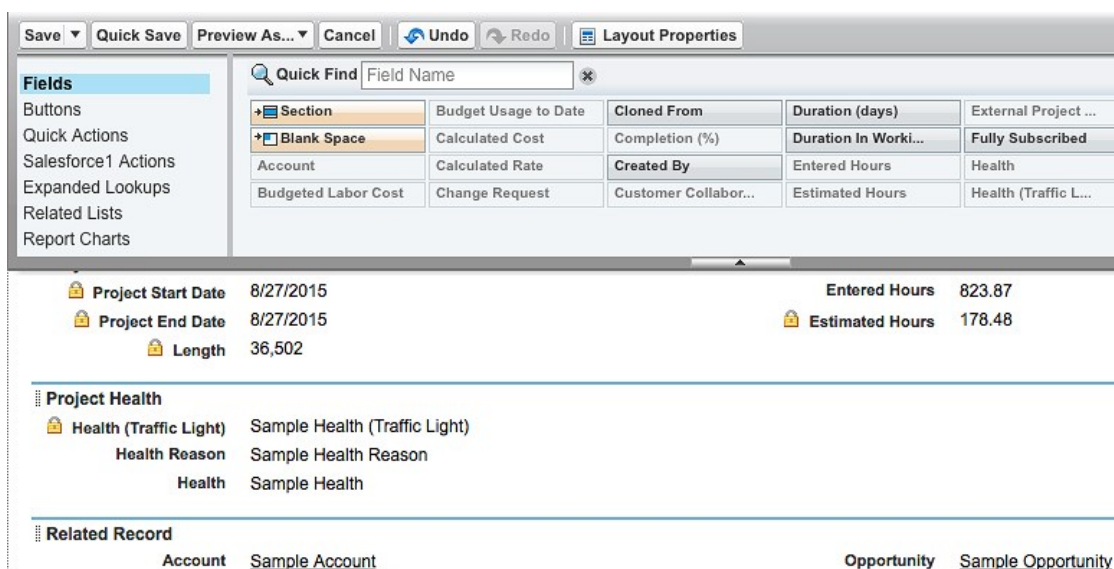 Save Quick Save Preview As... Cancel Undo Redo Layout Properties
Fields
Buttons
Quick Actions
Salesforce1 Actions
Expanded Lookups
Related Lists
Report Charts
Quick Find Field Name
Section Budget Usage to Date Cloned From Duration (days) External Project ...
Blank Space Calculated Cost Completion (%) Duration In Worki... Fully Subscribed
Account Calculated Rate Created By Entered Hours Health
Budgeted Labor Cost Change Request Customer Collabor... Estimated Hours Health (Traffic L...
Project Start Date 8/27/2015 Entered Hours 823.87
Project End Date 8/27/2015 Estimated Hours 178.48
Length 36,502
Project Health
Health (Traffic Light) Sample Health (Traffic Light)
Health Reason Sample Health Reason
Health Sample Health
Related Record
Account Sample Account Opportunity Sample Opportunity